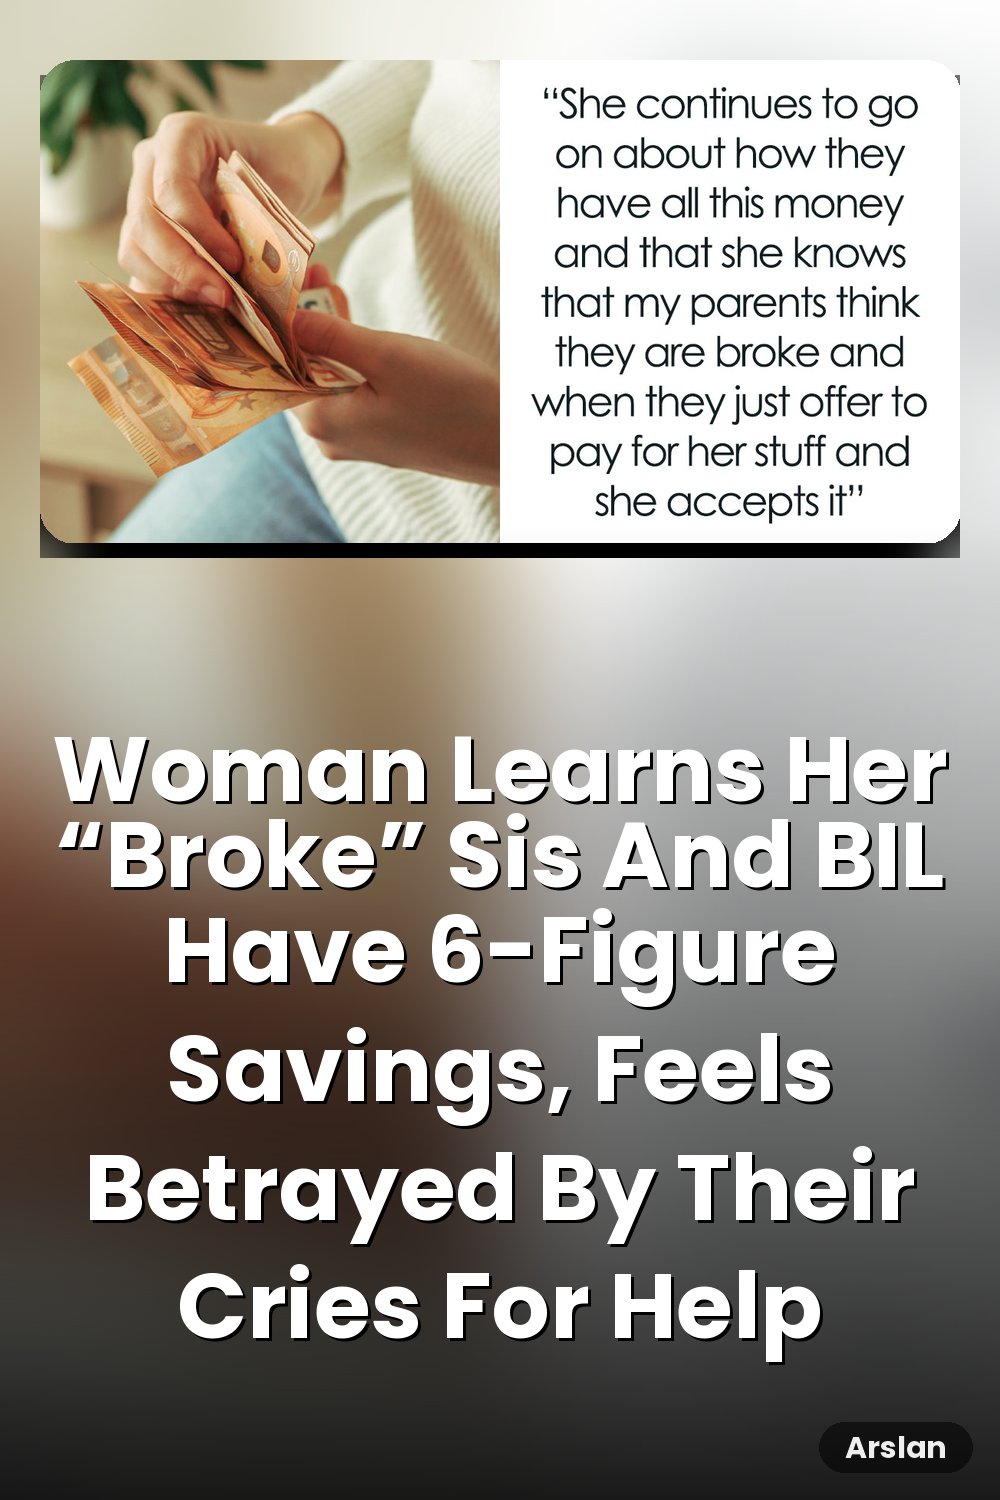 “She continues to go
on about how they
have all this money
and that she knows
that my parents think
they are broke and
when they just offer to
pay for her stuff and
she accepts it”
Woman Learns Her
“Broke” Sis And BIL
Have 6-Figure
Savings, Feels
Betrayed By Their
Cries For Help
Arslan